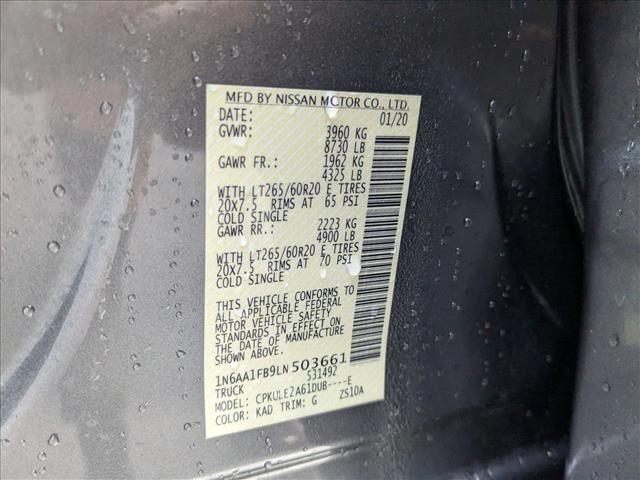 MFD BY NISSAN MOTOR CO., LTD.
DATE: 01/20
GVWR: 3960 KG
8730 LB
GAWR FR.: 1962 KG
4325 LB
WITH LT265/60R20 E TIRES
20X7.5 RIMS AT 65 PSI
COLD SINGLE
GAWR RR.: 2223 KG
4900 LB
WITH LT265/60R20 E TIRES
20X7.5 RIMS AT 70 PSI
COLD SINGLE
THIS VEHICLE CONFORMS TO
ALL APPLICABLE FEDERAL
MOTOR VEHICLE SAFETY
STANDARDS IN EFFECT ON
THE DATE OF MANUFACTURE
SHOWN ABOVE.
1N6AA1FB9LN503661
TRUCK 531492
MODEL: CPKULE2A61DUB----E
COLOR: KAD TRIM: G ZS10A